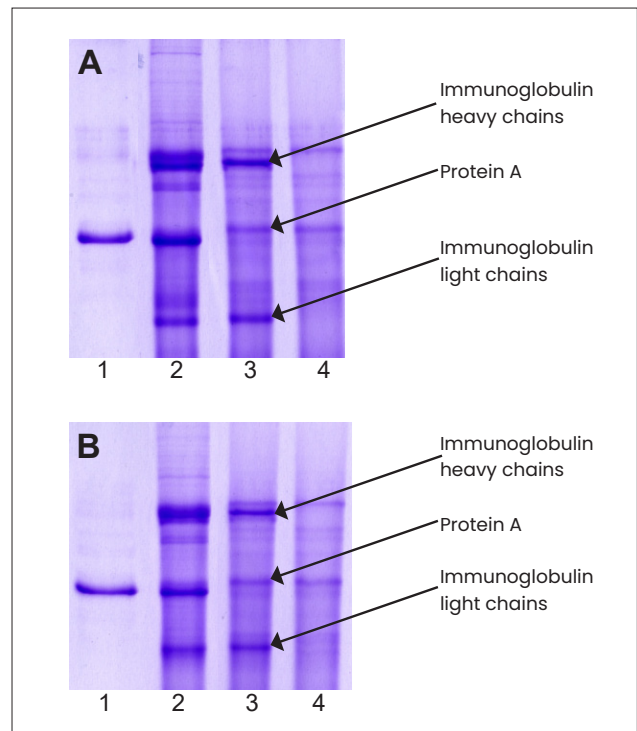 A
Immunoglobulin
heavy chains
Protein A
Immunoglobulin
light chains
1 2 3 4
B
Immunoglobulin
heavy chains
Protein A
Immunoglobulin
light chains
1 2 3 4